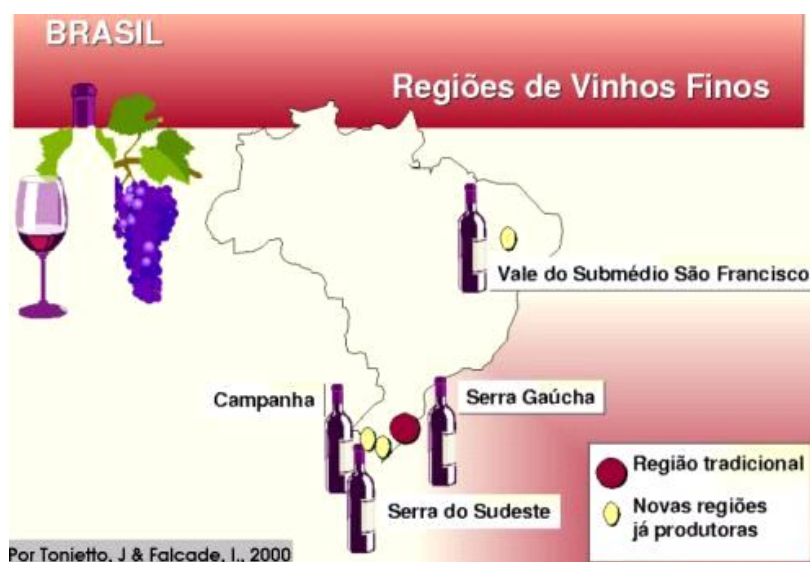 BRASIL
Regiões de Vinhos Finos
Vale do Submédio São Francisco
Campanha
Serra Gaúcha
Serra do Sudeste
Região tradicional
Novas regiões
já produtoras
Por Tonietto, J & Falcade, I., 2000